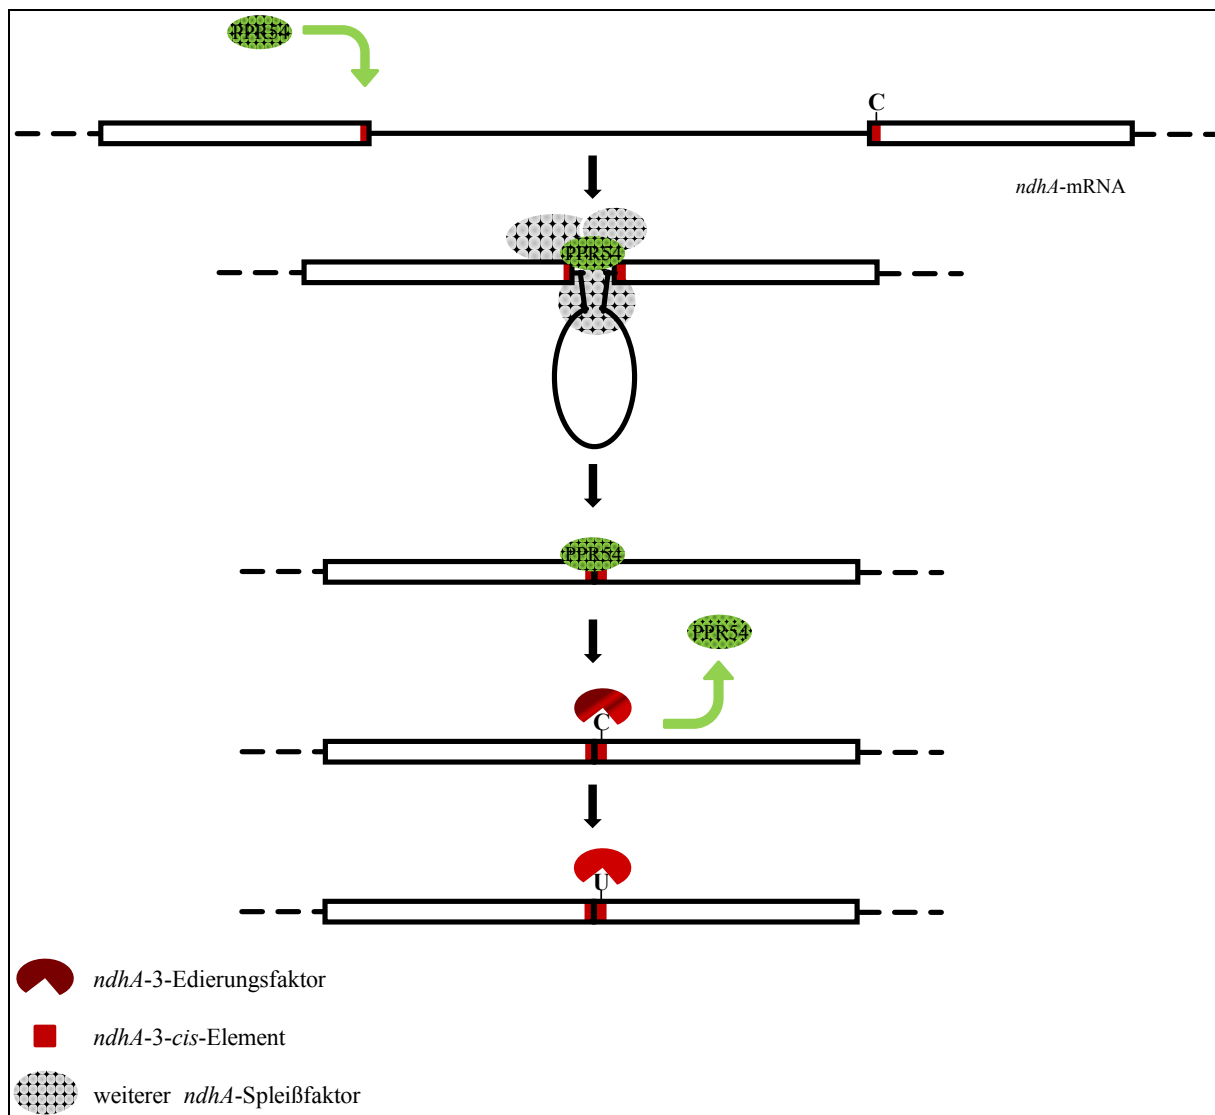 PPR54
C
ndhA-mRNA
PPR54
PPR54
PPR54
C
U
ndhA-3-Edierungsfaktor
ndhA-3-cis-Element
weiterer ndhA-Spleißfaktor